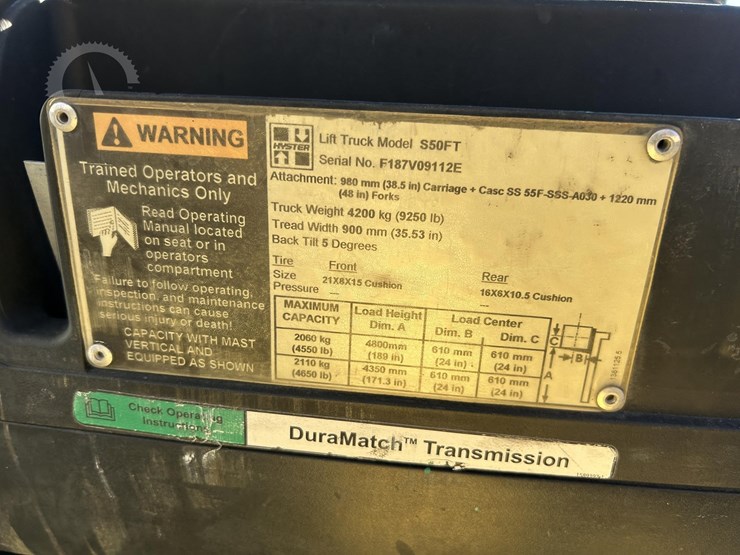 WARNING
Trained Operators and
Mechanics Only
Read Operating
Manual located
on seat or in
operators
compartment
Failure to follow operating,
inspection, and maintenance
instructions can cause
serious injury or death!
CAPACITY WITH MAST
VERTICAL AND
EQUIPPED AS SHOWN
HYSTER
Lift Truck Model S50FT
Serial No. F187V09112E
Attachment: 980 mm (38.5 in) Carriage + Casc SS 55F-SSS-A030 + 1220 mm
(48 in) Forks
Truck Weight 4200 kg (9250 lb)
Tread Width 900 mm (35.53 in)
Back Tilt 5 Degrees
Tire Front Rear
Size 21X8X15 Cushion 16X6X10.5 Cushion
Pressure — —
MAXIMUM CAPACITY Load Height Dim. A Load Center Dim. B Dim. C
2060 kg (4550 lb) 4800mm (189 in) 610 mm (24 in) 610 mm (24 in)
2110 kg (4650 lb) 4350 mm (171.3 in) 610 mm (24 in) 610 mm (24 in)
C
B
A
Check Operating
Instructions
DuraMatch™ Transmission